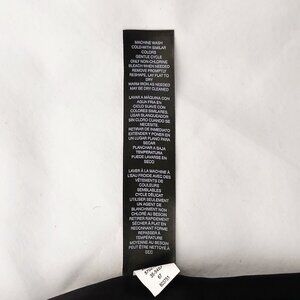 MACHINE WASH
COLD WITH SIMILAR
COLORS
GENTLE CYCLE
ONLY NON-CHLORINE
BLEACH WHEN NEEDED
REMOVE PROMPTLY
RESHAPE, LAY FLAT TO
DRY
WARM IRON AS NEEDED
MAY BE DRY CLEANED
LAVAR A MÁQUINA CON
AGUA FRIA EN
CICLO SUAVE CON
COLORES SIMILARES
USAR BLANQUEADOR
SIN CLORO CUANDO SE
NECESITE
RETIRAR DE INMEDIATO
EXTENDER Y PONER EN
UN LUGAR PLANO PARA
SECAR
PLANCHAR A BAJA
TEMPERATURA
PUEDE LAVARSE EN
SECO
LAVER À LA MACHINE À
L'EAU FROIDE AVEC DES
VÊTEMENTS DE
COULEURS
SEMBLABLES
CYCLE DÉLICAT
UTILISER SEULEMENT
UN AGENT DE
BLANCHIMENT NON
CHLORÉ AU BESOIN
RETIRER RAPIDEMENT
SÉCHER À PLAT EN
REDONNANT FORME
REPASSER À
TEMPÉRATURE
MOYENNE AU BESOIN
PEUT ÊTRE NETTOYÉ À
SEC